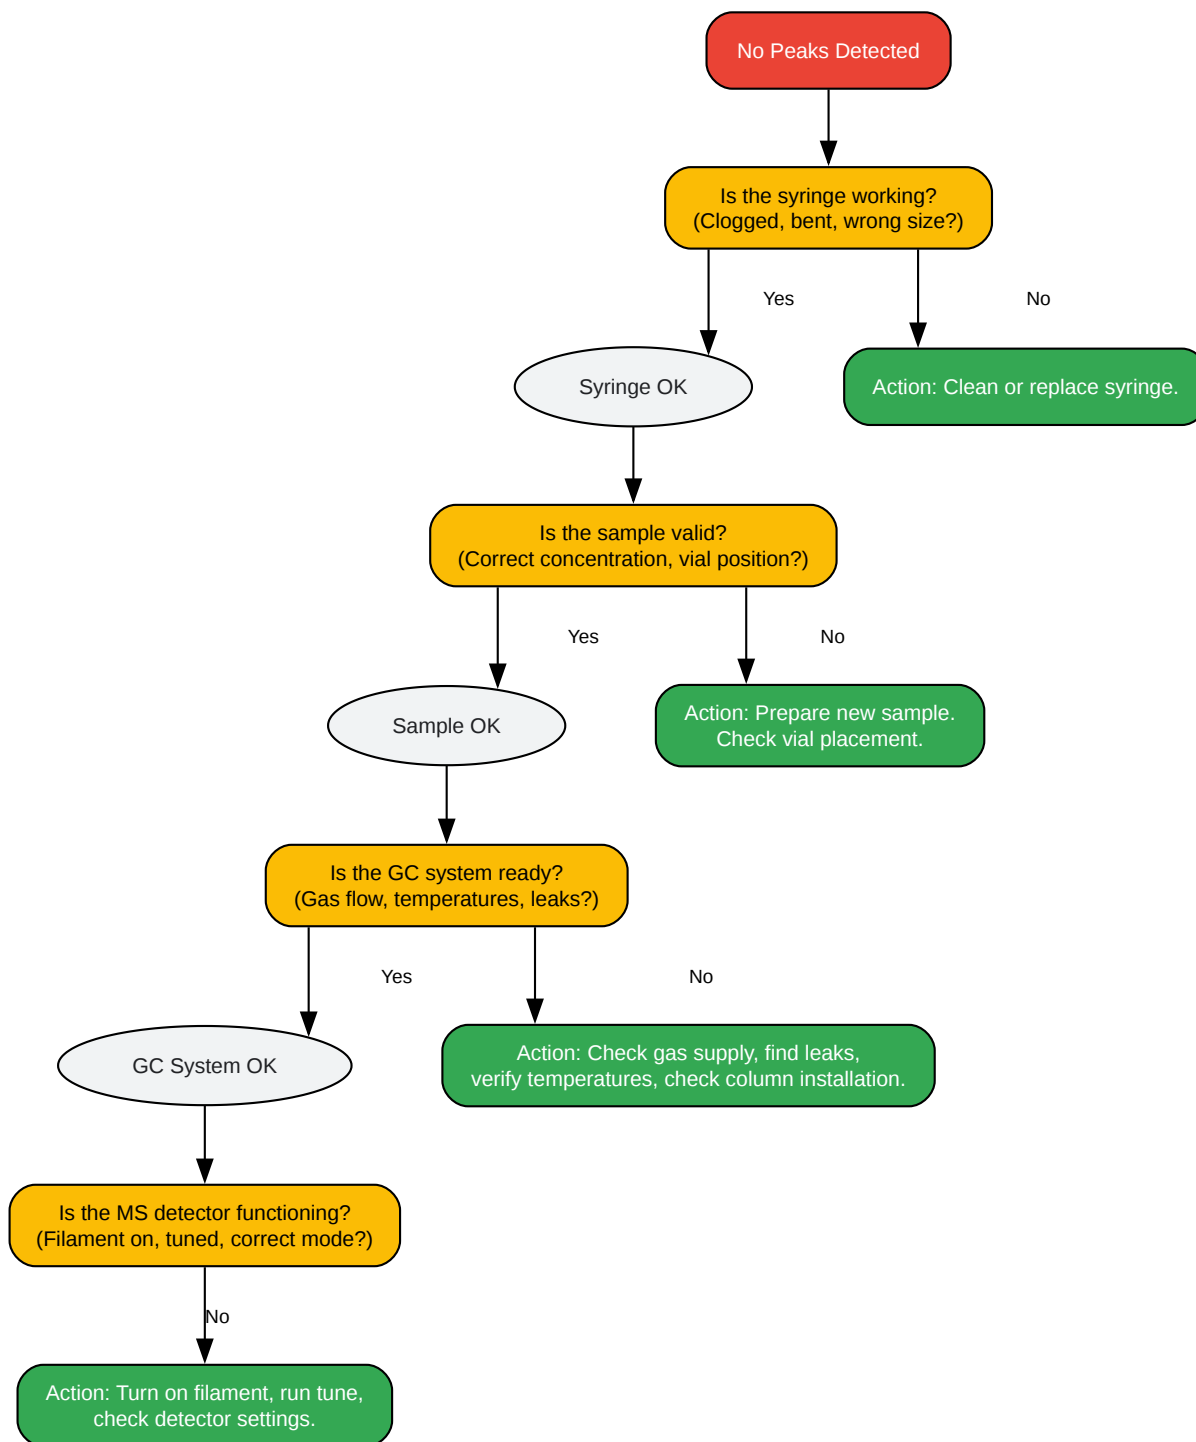 No Peaks Detected
Is the syringe working?
(Clogged, bent, wrong size?)
Yes
No
Syringe OK
Action: Clean or replace syringe.
Is the sample valid?
(Correct concentration, vial position?)
Yes
No
Sample OK
Action: Prepare new sample.
Check vial placement.
Is the GC system ready?
(Gas flow, temperatures, leaks?)
Yes
No
GC System OK
Action: Check gas supply, find leaks,
verify temperatures, check column installation.
Is the MS detector functioning?
(Filament on, tuned, correct mode?)
No
Action: Turn on filament, run tune,
check detector settings.